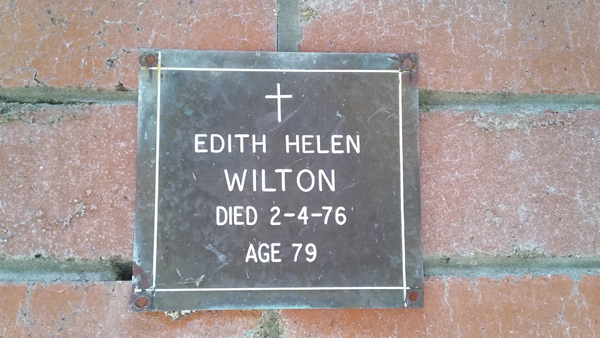 EDITH HELEN
WILTON
DIED 2-4-76
AGE 79